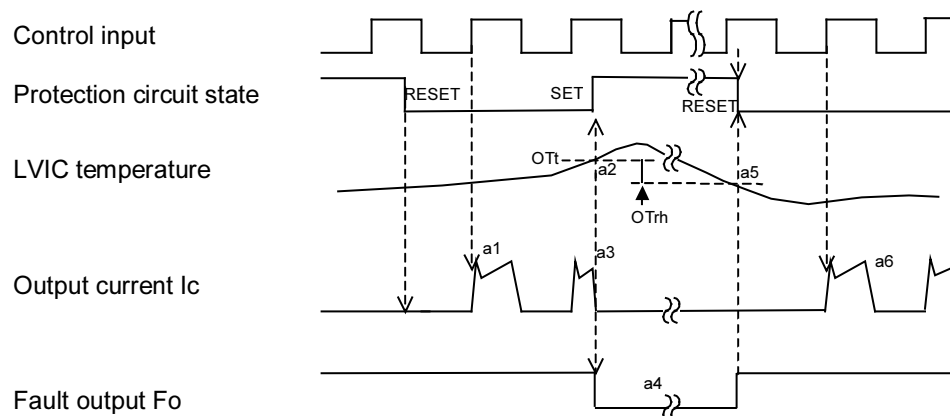 Control input
Protection circuit state
RESET
SET
RESET
LVIC temperature
OTt
a2
a5
OTrh
Output current Ic
a1
a3
a6
Fault output Fo
a4